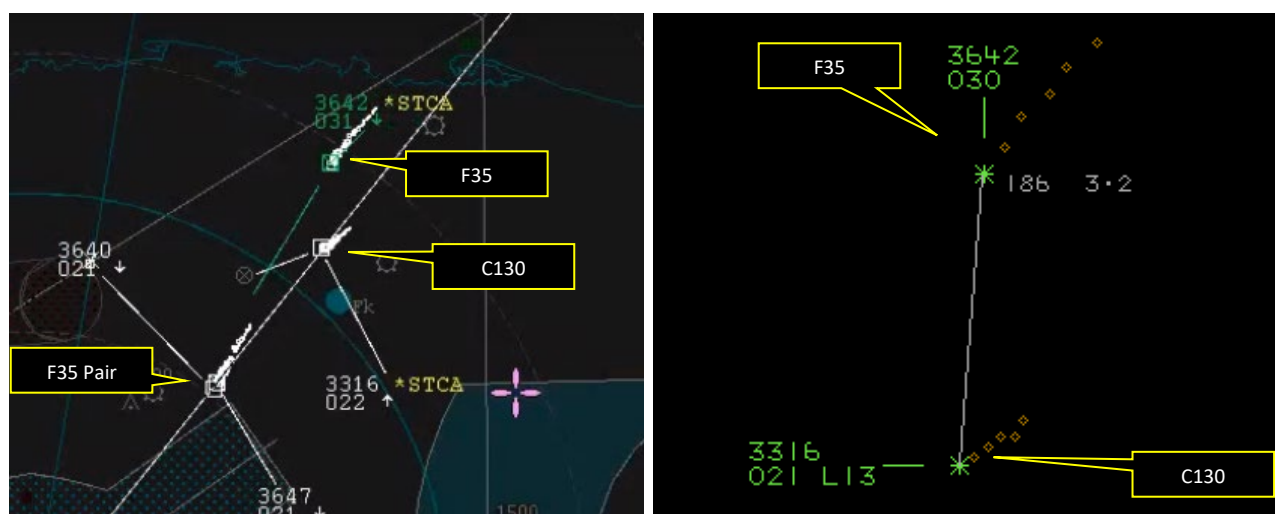 3642 *STCA
031 ↓
F35
3640
021 ↓
C130
Fk
F35 Pair
3316 *STCA
022 ↑
3647
021 ↓
1500
F35
3642
030
186 3·2
3316
021 L13
C130